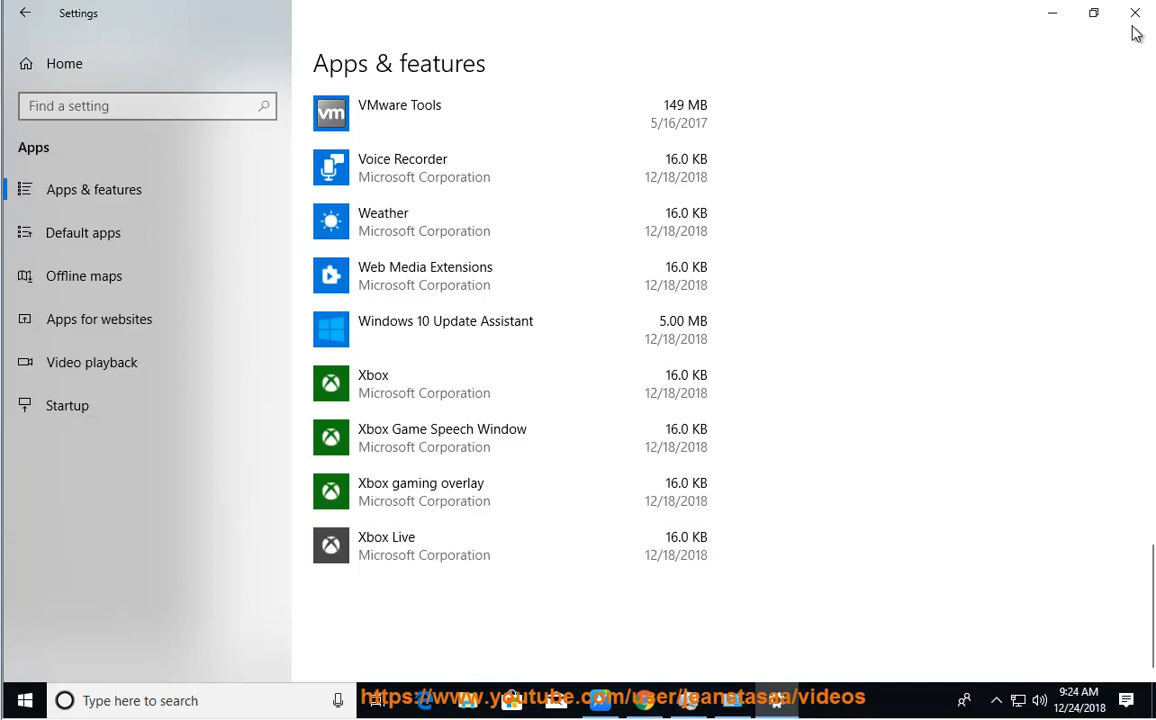 Settings
Home
Find a setting
Apps
Apps & features
Default apps
Offline maps
Apps for websites
Video playback
Startup
Apps & features
VMware Tools 149 MB
5/16/2017
Voice Recorder 16.0 KB
Microsoft Corporation 12/18/2018
Weather 16.0 KB
Microsoft Corporation 12/18/2018
Web Media Extensions 16.0 KB
Microsoft Corporation 12/18/2018
Windows 10 Update Assistant 5.00 MB
12/18/2018
Xbox 16.0 KB
Microsoft Corporation 12/18/2018
Xbox Game Speech Window 16.0 KB
Microsoft Corporation 12/18/2018
Xbox gaming overlay 16.0 KB
Microsoft Corporation 12/18/2018
Xbox Live 16.0 KB
Microsoft Corporation 12/18/2018
vm
Type here to search
https://www.youtube.com/user/jeanetasaa/videos
9:24 AM
12/24/2018